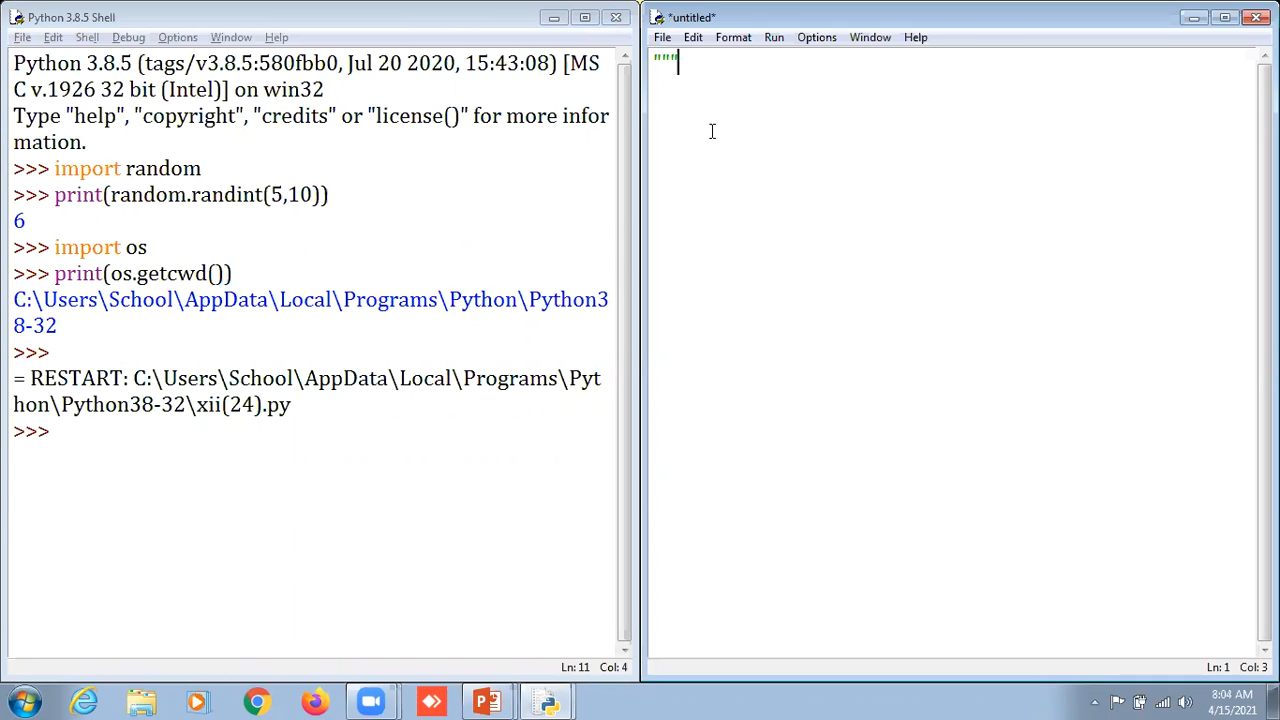 Python 3.8.5 Shell
File Edit Shell Debug Options Window Help
Python 3.8.5 (tags/v3.8.5:580fbb0, Jul 20 2020, 15:43:08) [MS
C v.1926 32 bit (Intel)] on win32
Type "help", "copyright", "credits" or "license()" for more infor
mation.
>>> import random
>>> print(random.randint(5,10))
6
>>> import os
>>> print(os.getcwd())
C:\Users\School\AppData\Local\Programs\Python\Python3
8-32
>>>
= RESTART: C:\Users\School\AppData\Local\Programs\Pyt
hon\Python38-32\xii(24).py
>>>
Ln: 11 Col: 4
*untitled*
File Edit Format Run Options Window Help
"""
Ln: 1 Col: 3
8:04 AM
4/15/2021